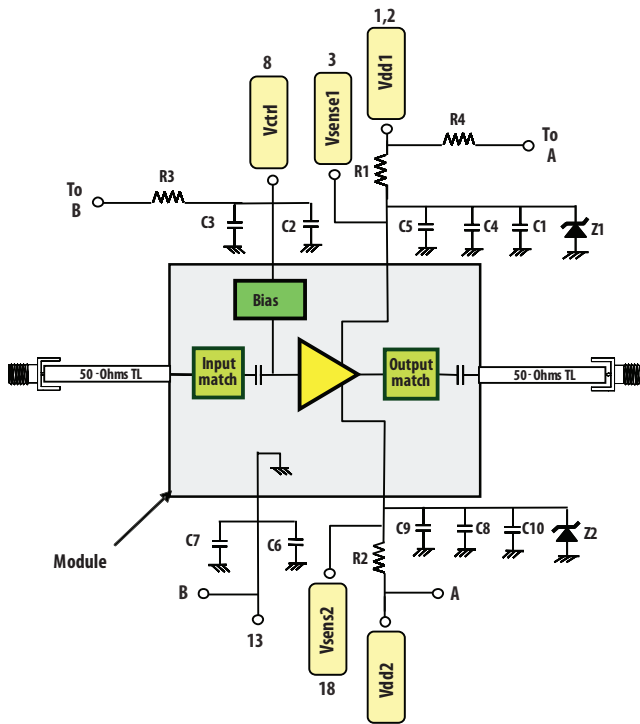 1,2
8
3
Vdd1
Vctrl
Vsense1
R4
To
A
R1
R3
To
B
C3
C2
C5
C4
C1
Z1
Bias
Input
match
Output
match
50 -Ohms TL
50 -Ohms TL
C7
C6
C9
C8
C10
Z2
Module
R2
B
A
13
Vsens2
18
Vdd2